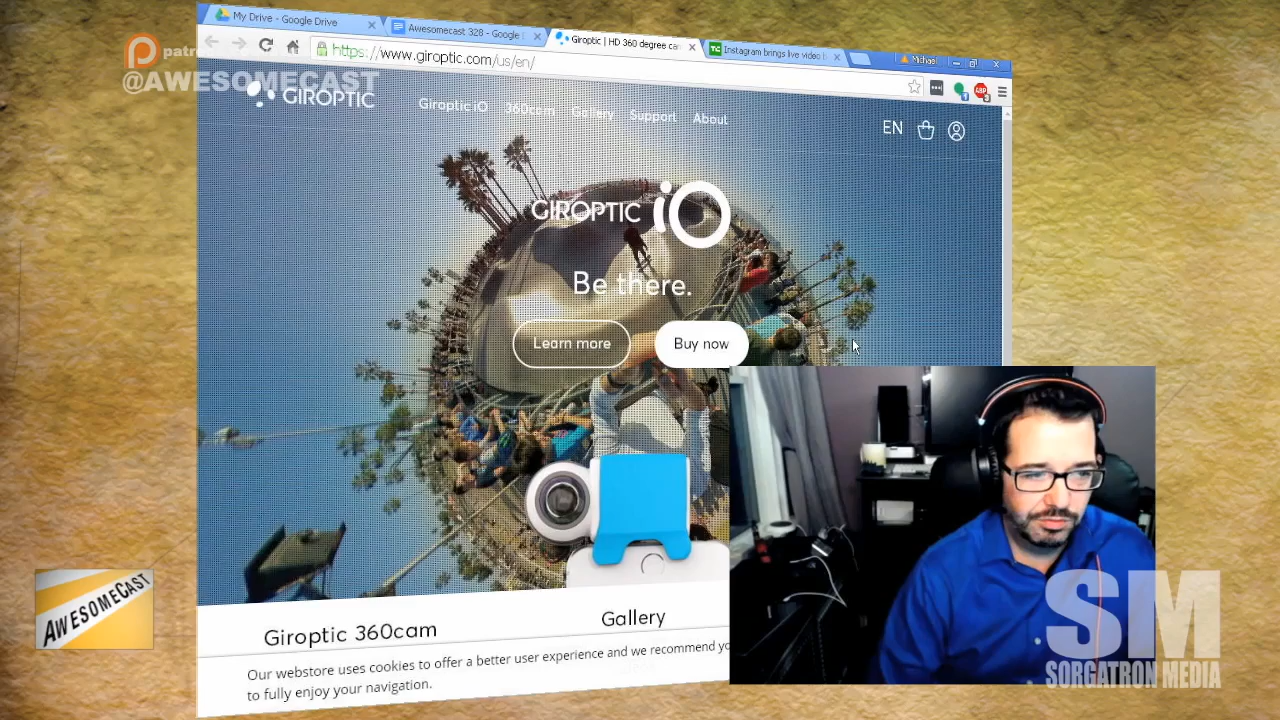 My Drive - Google Drive
Awesomecast 328 - Google
Giroptic | HD 360 degree
Instagram brings live video
Michael
https://www.giroptic.com/us/en/
@AWESOMECAST
GIROPTIC
Giroptic iO
360cam
Gallery
Support
About
EN
GIROPTIC iO
Be there.
Learn more
Buy now
Giroptic 360cam
Gallery
Our webstore uses cookies to offer a better user experience and we recommend
to fully enjoy your navigation.
AWESOMECAST
SM
SORGATRON MEDIA